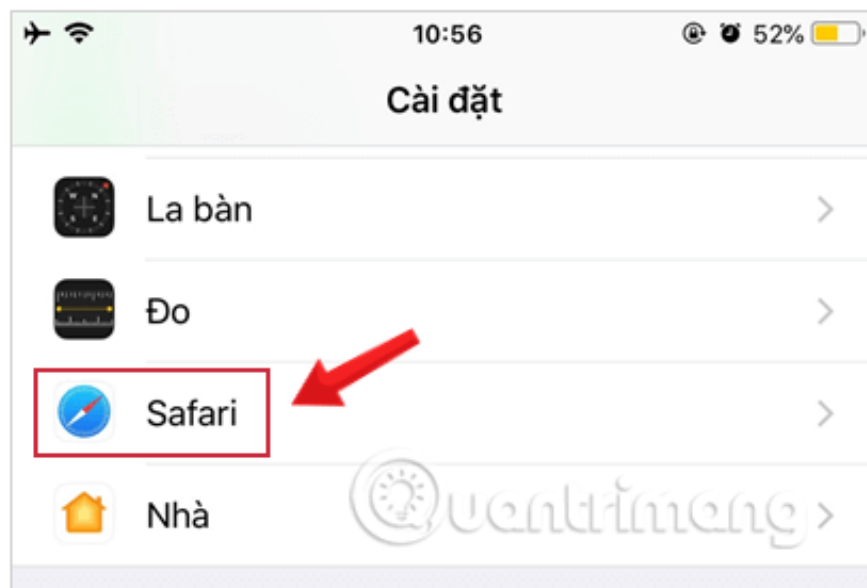 10:56
52%
Cài đặt
La bàn
Đo
Safari
Nhà
Quantrimang